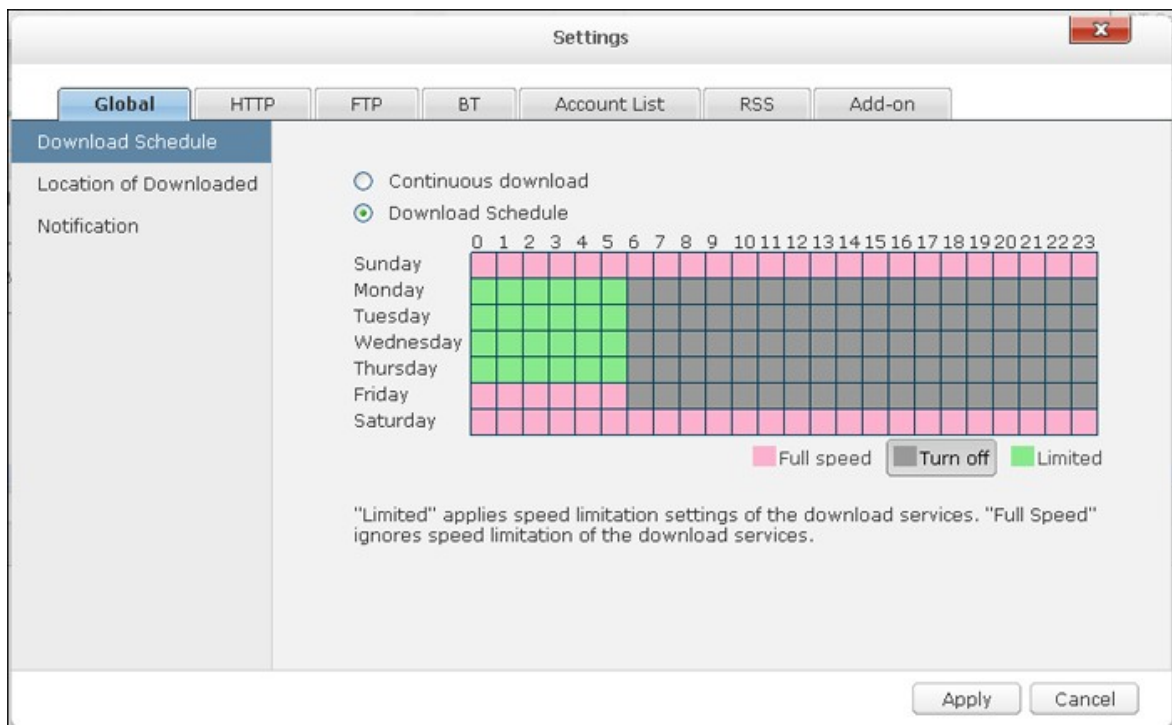 Settings
x
Global HTTP FTP BT Account List RSS Add-on
Download Schedule
Location of Downloaded
Notification
Continuous download
Download Schedule
0 1 2 3 4 5 6 7 8 9 10 11 12 13 14 15 16 17 18 19 20 21 22 23
Sunday
Monday
Tuesday
Wednesday
Thursday
Friday
Saturday
Full speed Turn off Limited
"Limited" applies speed limitation settings of the download services. "Full Speed"
ignores speed limitation of the download services.
Apply Cancel